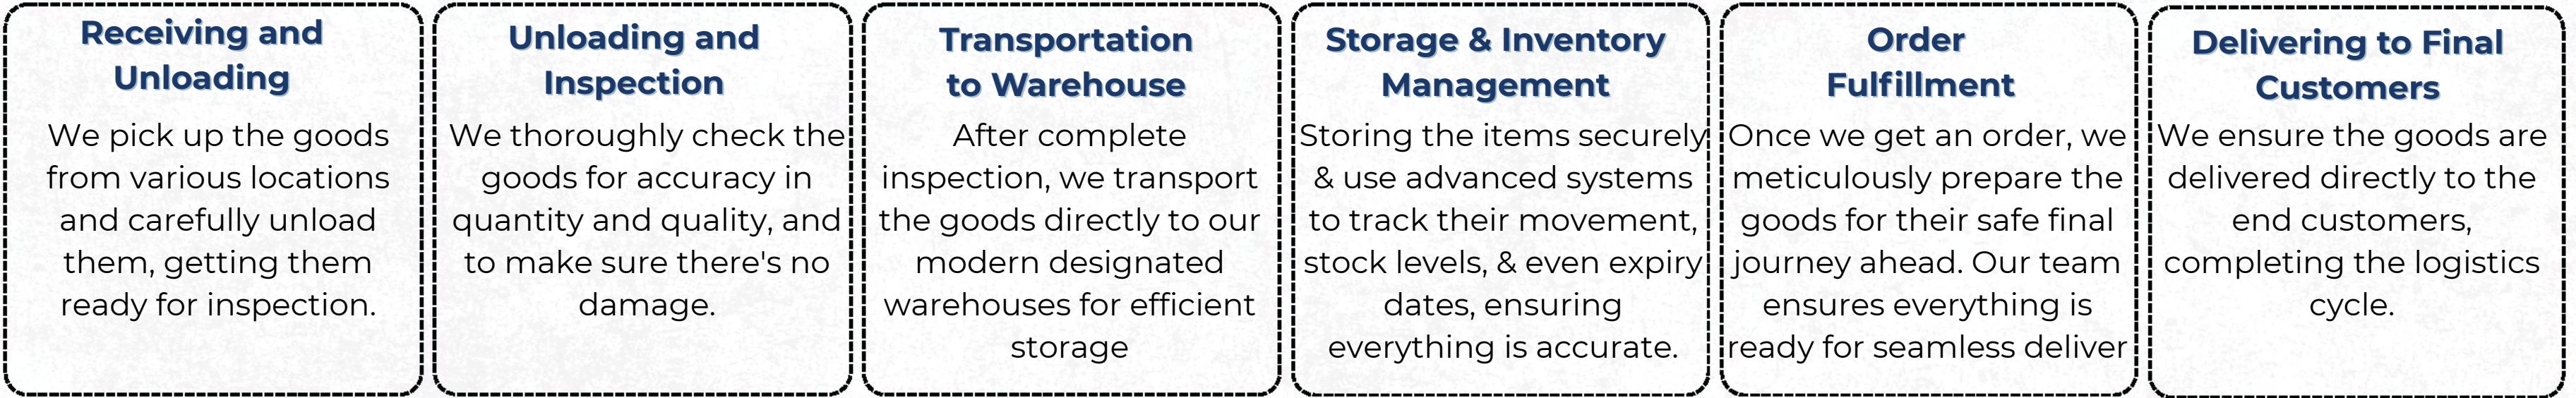 Receiving and
Unloading
We pick up the goods
from various locations
and carefully unload
them, getting them
ready for inspection.
Unloading and
Inspection
We thoroughly check the
goods for accuracy in
quantity and quality, and
to make sure there's no
damage.
Transportation
to Warehouse
After complete
inspection, we transport
the goods directly to our
modern designated
warehouses for efficient
storage
Storage & Inventory
Management
Storing the items securely
& use advanced systems
to track their movement,
stock levels, & even expiry
dates, ensuring
everything is accurate.
Order
Fulfillment
Once we get an order, we
meticulously prepare the
goods for their safe final
journey ahead. Our team
ensures everything is
ready for seamless deliver
Delivering to Final
Customers
We ensure the goods are
delivered directly to the
end customers,
completing the logistics
cycle.